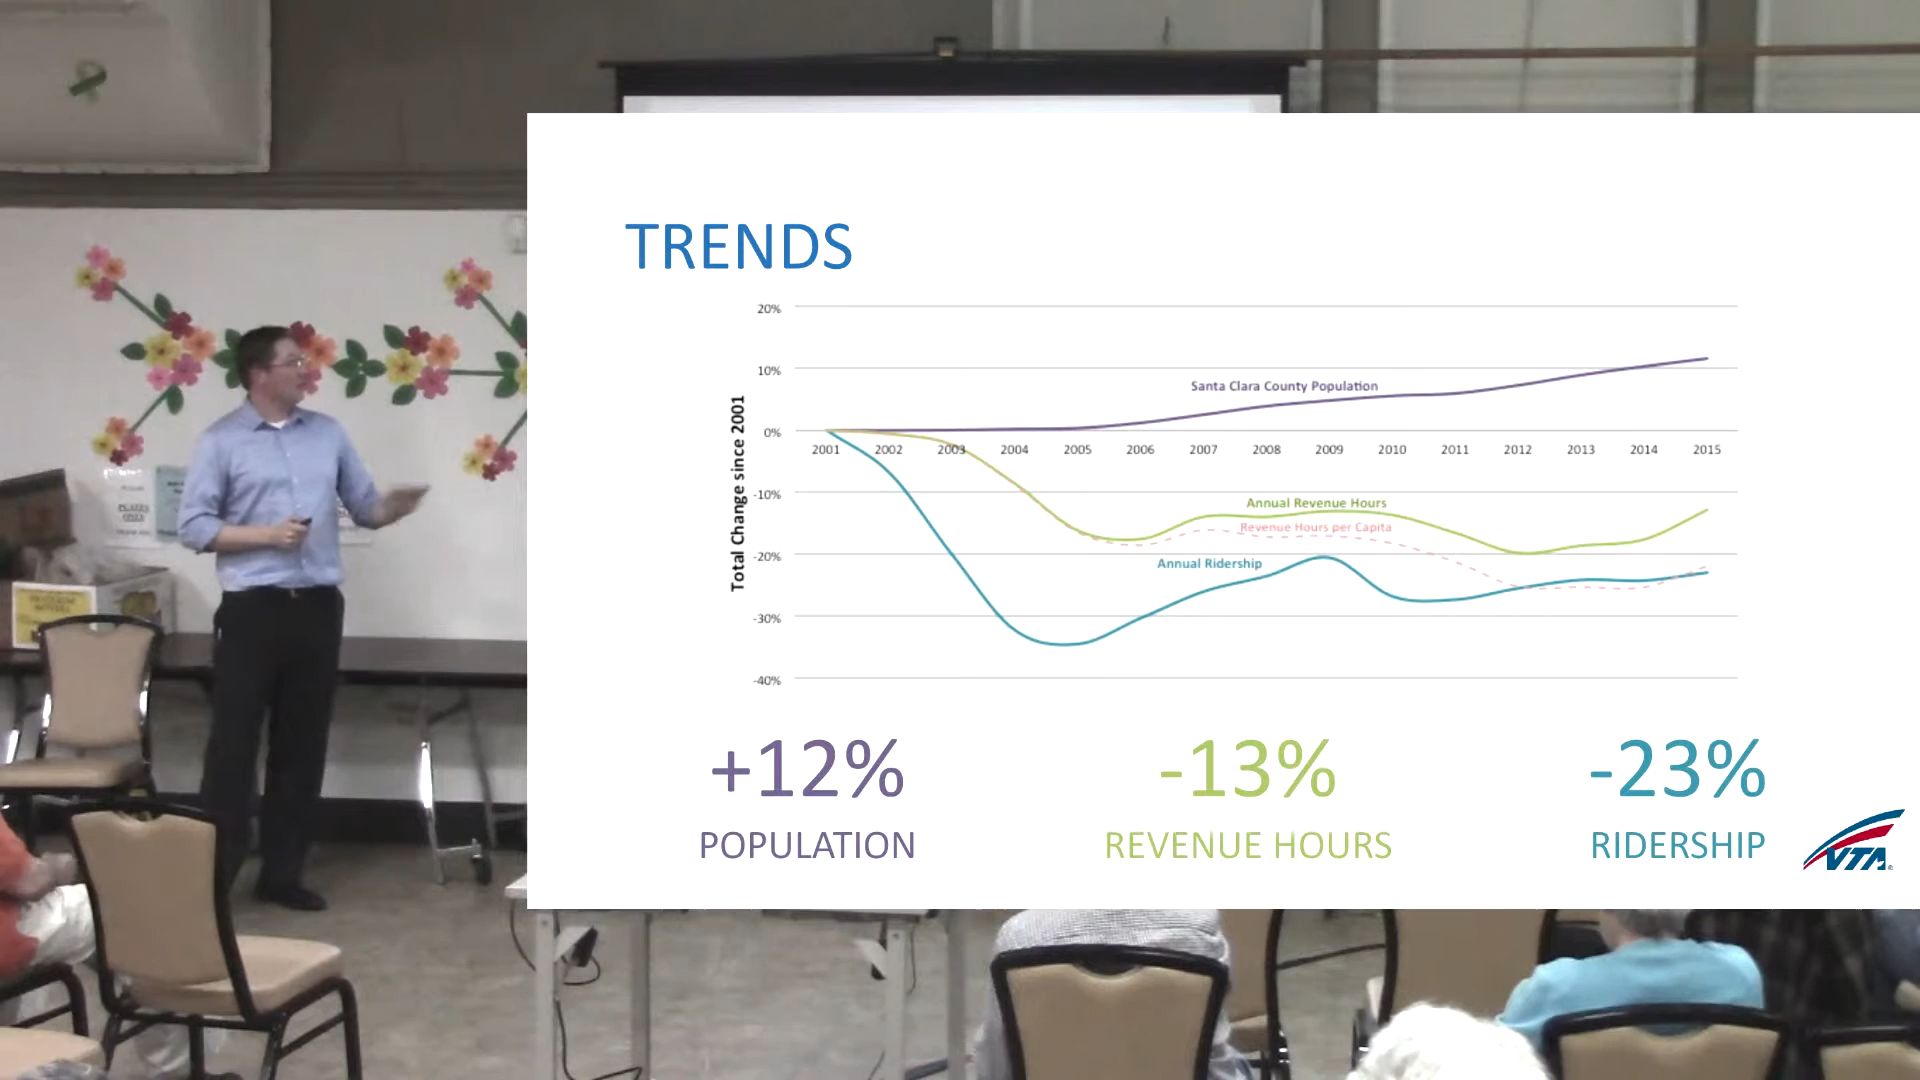 TRENDS
Total Change since 2001
20%
10%
0%
-10%
-20%
-30%
-40%
Santa Clara County Population
2001 2002 2003 2004 2005 2006 2007 2008 2009 2010 2011 2012 2013 2014 2015
Annual Revenue Hours
Revenue Hours per Capita
Annual Ridership
+12% -13% -23%
POPULATION REVENUE HOURS RIDERSHIP
VTA